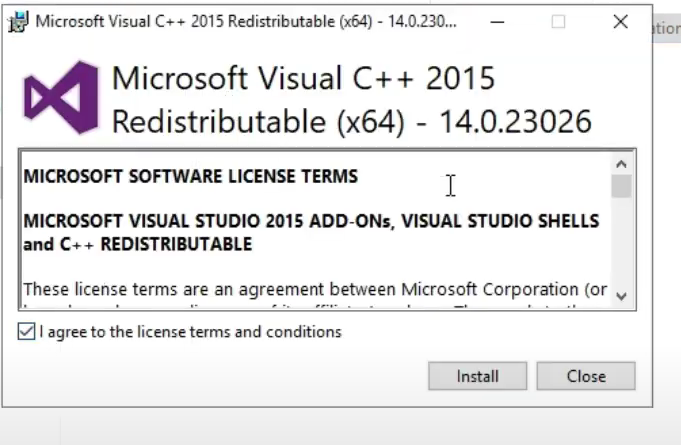 Microsoft Visual C++ 2015 Redistributable (x64) - 14.0.230...
Microsoft Visual C++ 2015
Redistributable (x64) - 14.0.23026
MICROSOFT SOFTWARE LICENSE TERMS
MICROSOFT VISUAL STUDIO 2015 ADD-ONs, VISUAL STUDIO SHELLS
and C++ REDISTRIBUTABLE
These license terms are an agreement between Microsoft Corporation (or
I agree to the license terms and conditions
Install
Close